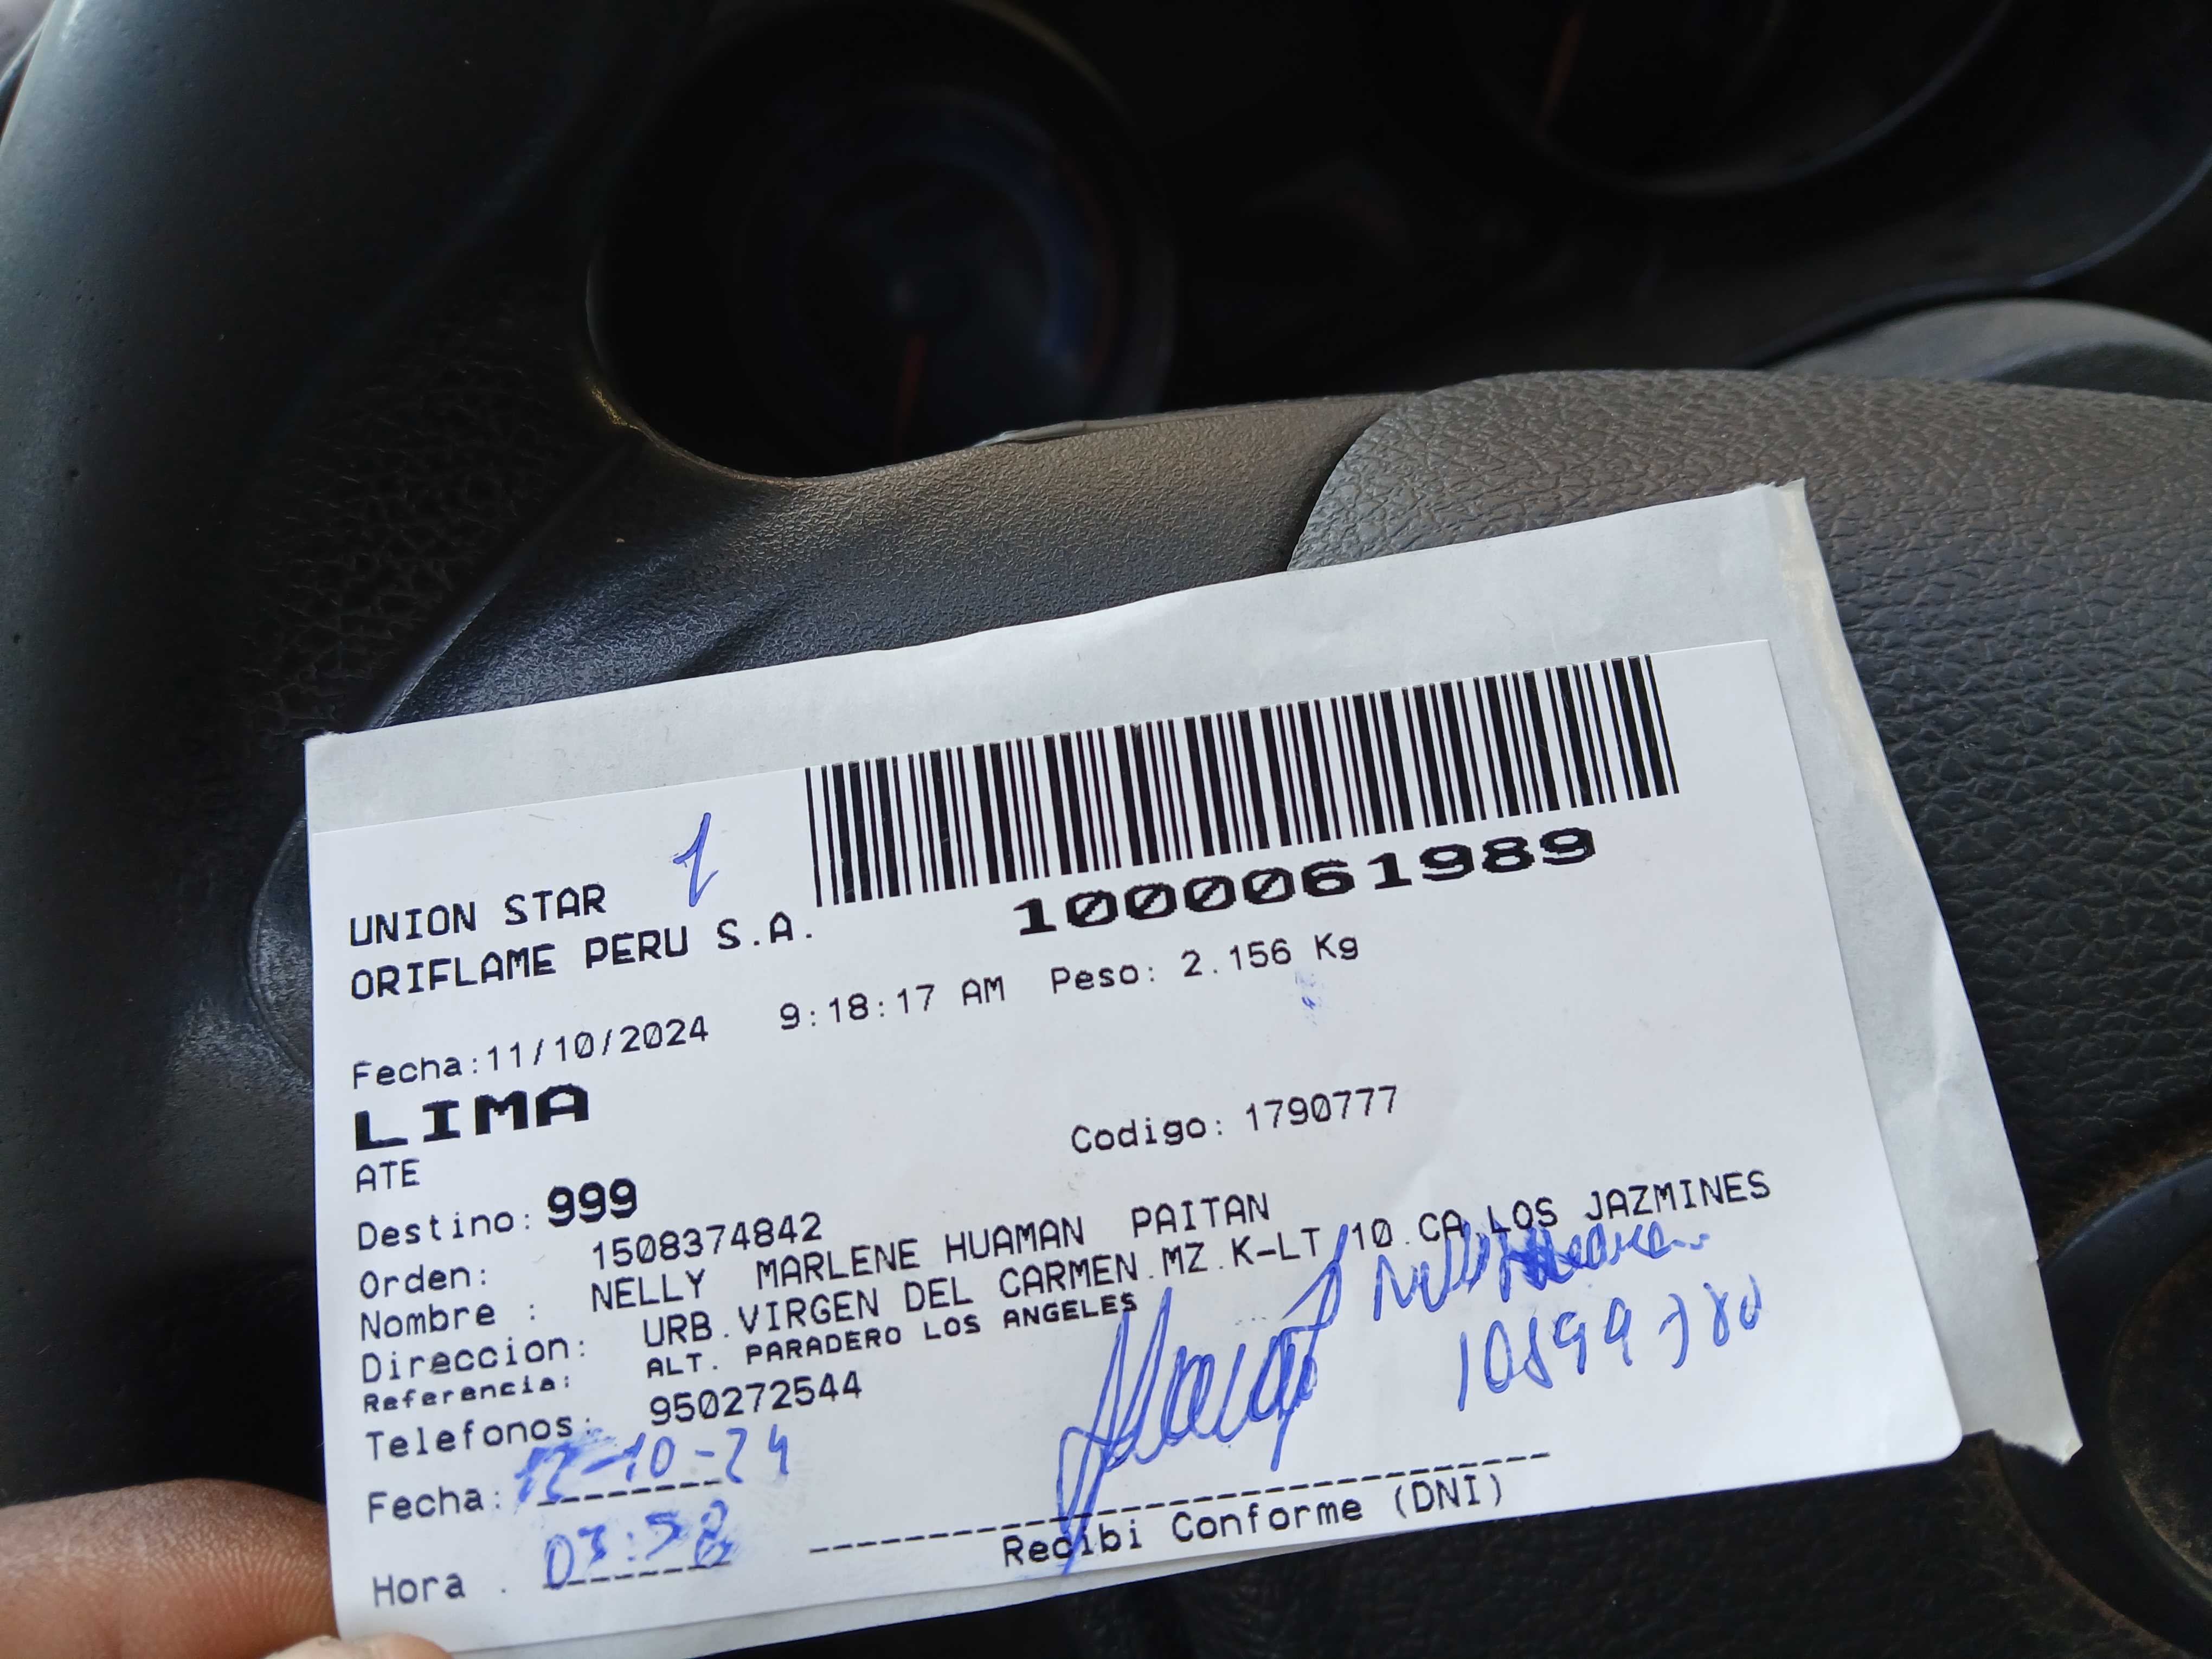 1
UNION STAR
ORIFLAME PERU S.A.
1000061989
Fecha:11/10/2024 9:18:17 AM Peso: 2.156 Kg
LIMA
ATE
Codigo: 1790777
Destino: 999
Orden: 1508374842
Nombre : NELLY MARLENE HUAMAN PAITAN
Direccion: URB.VIRGEN DEL CARMEN.MZ.K-LT 10 CA LOS JAZMINES
Referencia: ALT. PARADERO LOS ANGELES
Telefonos: 950272544
Fecha: 12-10-24
Hora .
Recibi Conforme (DNI)